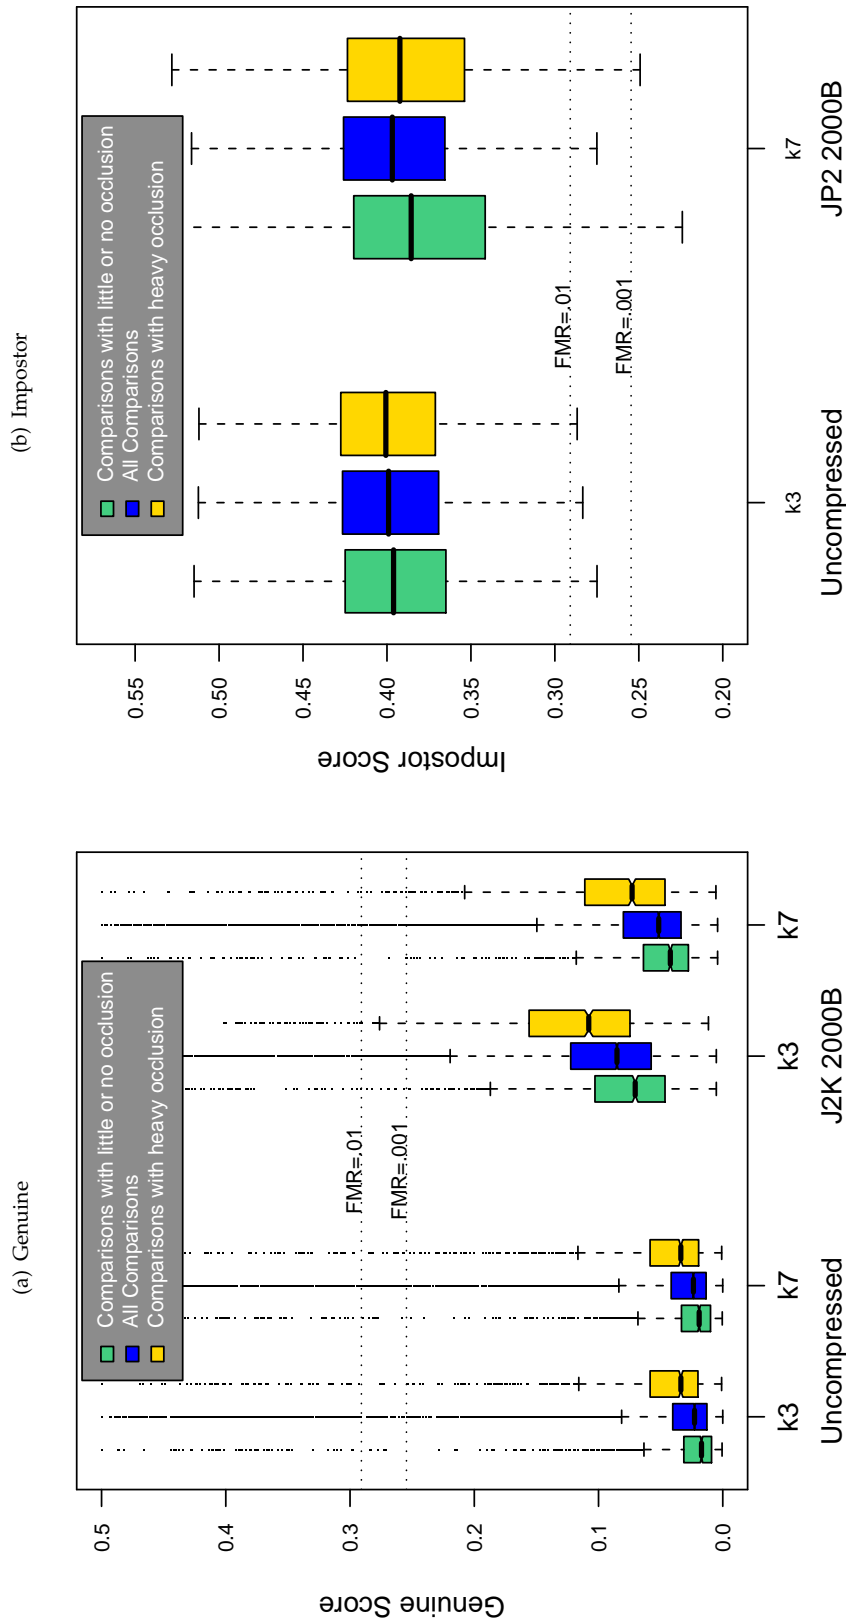 (a) Genuine
Genuine Score
0.5
0.4
0.3
0.2
0.1
0.0
Comparisons with little or no occlusion
All Comparisons
Comparisons with heavy occlusion
FMR=.01
FMR=.001
k3
k7
k3
k7
Uncompressed
J2K 2000B
(b) Impostor
Impostor Score
0.55
0.50
0.45
0.40
0.35
0.30
0.25
0.20
Comparisons with little or no occlusion
All Comparisons
Comparisons with heavy occlusion
FMR=.01
FMR=.001
k3
k7
Uncompressed
JP2 2000B